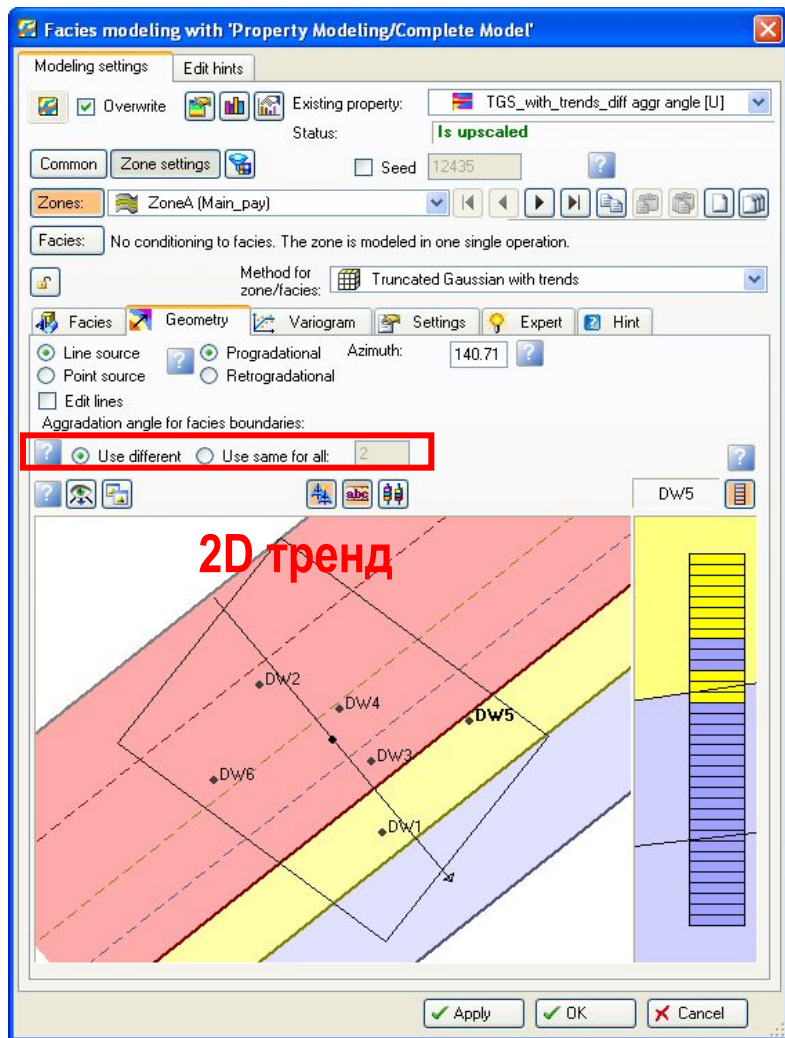 Facies modeling with 'Property Modeling/Complete Model'
Modeling settings Edit hints
Overwrite Existing property: TGS_with_trends_diff aggr angle [U]
Status: Is upscaled
Common Zone settings Seed 12435 ?
Zones: ZoneA (Main_pay)
Facies: No conditioning to facies. The zone is modeled in one single operation.
Method for zone/facies: Truncated Gaussian with trends
Facies Geometry Variogram Settings Expert ? Hint
Line source ? Progradational Azimuth: 140.71 ?
Point source Retrogradational
Edit lines
Aggradation angle for facies boundaries:
? Use different Use same for all: 2 ?
? abc DW5
2D тренд
DW2
DW4
DW5
DW3
DW6
DW1
Apply OK Cancel